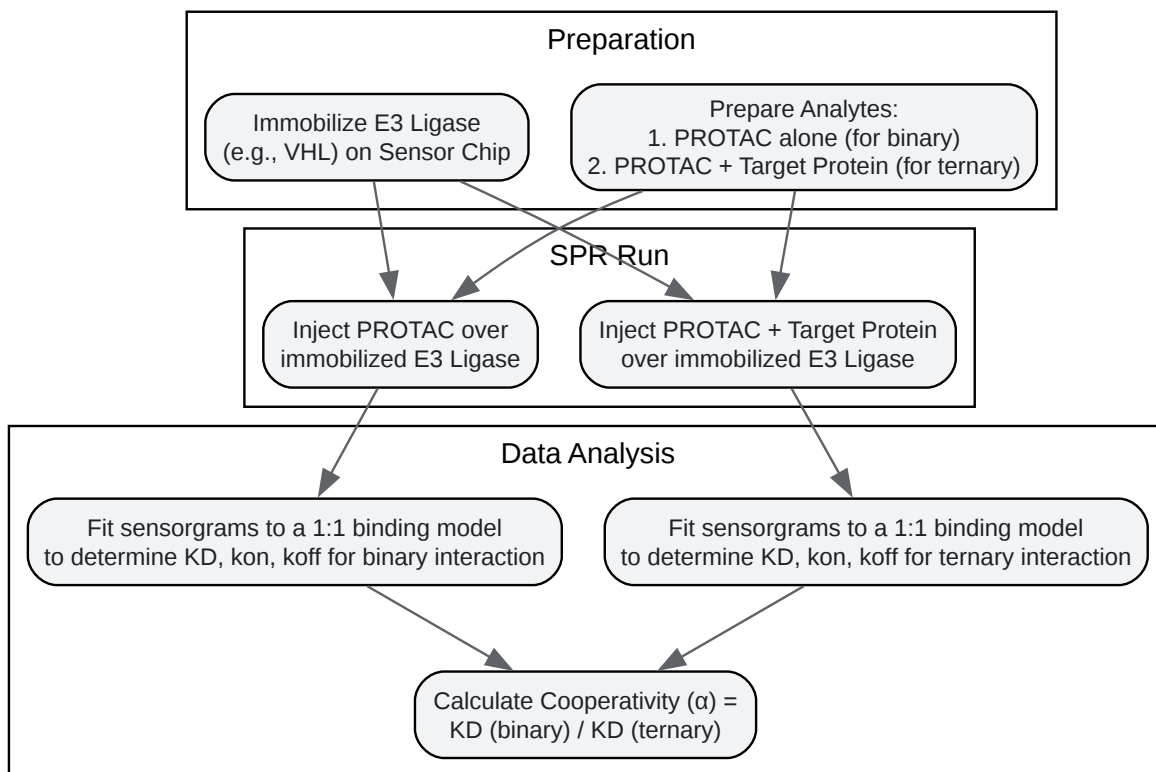 Preparation
Immobilize E3 Ligase
(e.g., VHL) on Sensor Chip
Prepare Analytes:
1. PROTAC alone (for binary)
2. PROTAC + Target Protein (for ternary)
SPR Run
Inject PROTAC over
immobilized E3 Ligase
Inject PROTAC + Target Protein
over immobilized E3 Ligase
Data Analysis
Fit sensorgrams to a 1:1 binding model
to determine KD, kon, koff for binary interaction
Fit sensorgrams to a 1:1 binding model
to determine KD, kon, koff for ternary interaction
Calculate Cooperativity (α) =
KD (binary) / KD (ternary)